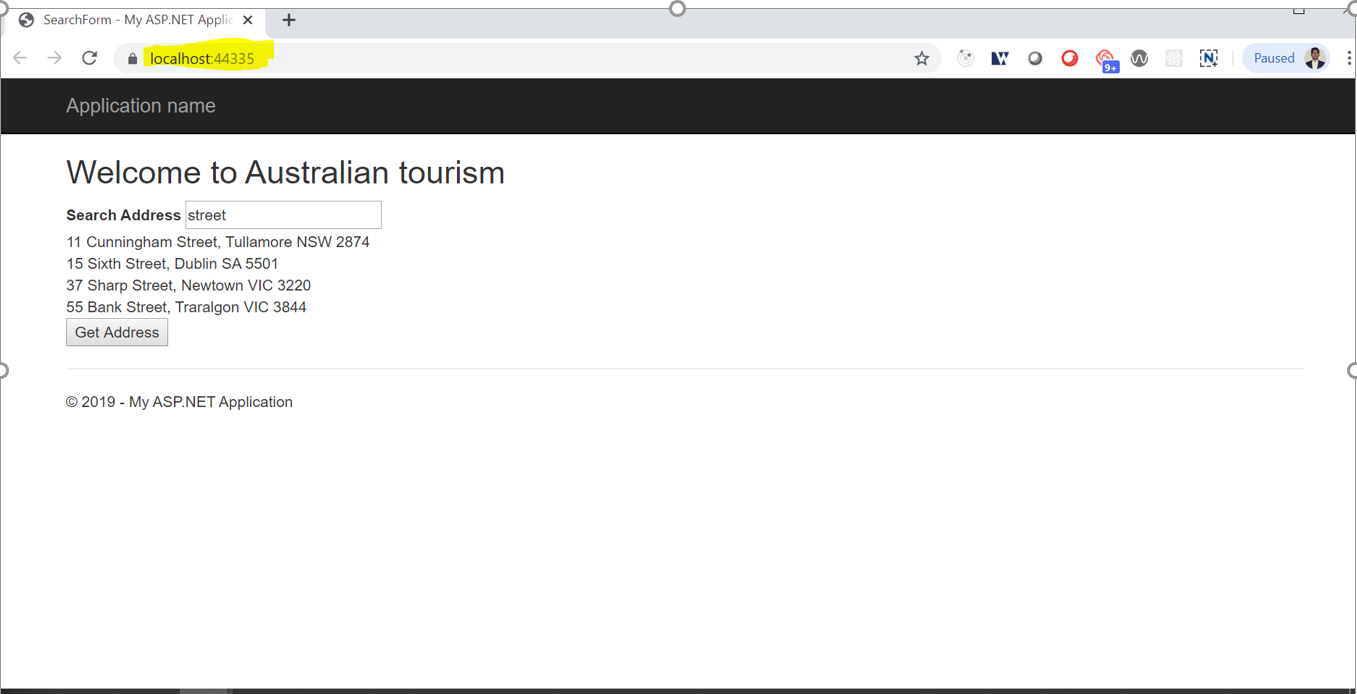 SearchForm - My ASP.NET Applic
localhost:44335
9+
Paused
Application name
Welcome to Australian tourism
Search Address street
11 Cunningham Street, Tullamore NSW 2874
15 Sixth Street, Dublin SA 5501
37 Sharp Street, Newtown VIC 3220
55 Bank Street, Traralgon VIC 3844
Get Address
© 2019 - My ASP.NET Application